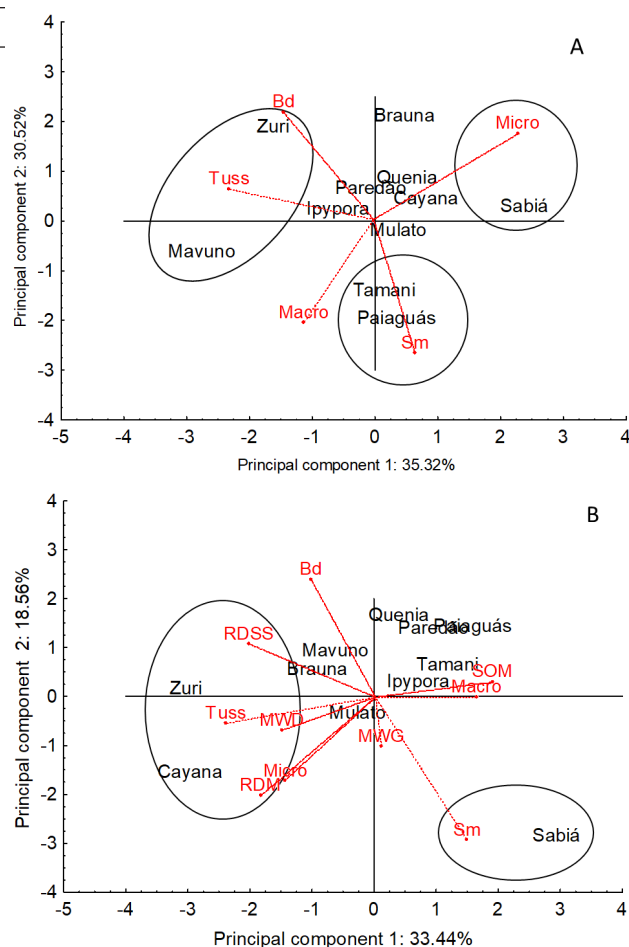 A
4
3
2
1
0
-1
-2
-3
-4
Principal component 2: 30.52%
Bd
Zuri
Brauna
Micro
Tuss
Quenia
Paredão
Cayana
Sabiá
Ipypora
Mulato
Mavuno
Tamani
Macro
Paiaguás
Sm
-5 -4 -3 -2 -1 0 1 2 3 4
Principal component 1: 35.32%
B
4
3
2
1
0
-1
-2
-3
-4
Principal component 2: 18.56%
Bd
Quenia
Paredão
Paiaguás
RDSS
Mavuno
Brauna
Tamani
SOM
Ipypora
Macro
Zuri
Tuss
MWD
Mulato
MWG
Cayana
Micro
RDM
Sm
Sabiá
-5 -4 -3 -2 -1 0 1 2 3 4
Principal component 1: 33.44%